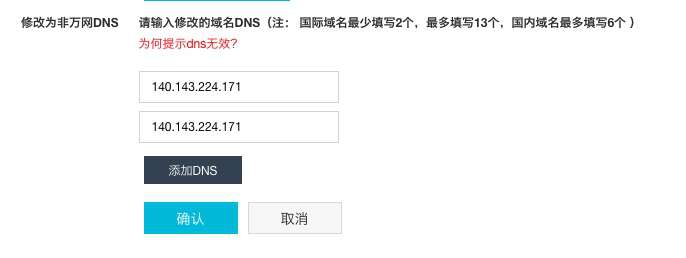 修改为非万网DNS
请输入修改的域名DNS（注： 国际域名最少填写2个，最多填写13个，国内域名最多填写6个 ）
为何提示dns无效?
140.143.224.171
140.143.224.171
添加DNS
确认
取消